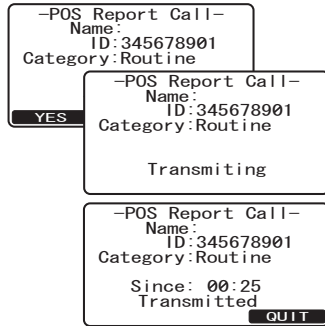 -POS Report Call-
Name:
ID:345678901
Category:Routine
YES
-POS Report Call-
Name:
ID:345678901
Category:Routine
Transmiting
-POS Report Call-
Name:
ID:345678901
Category:Routine
Since: 00:25
Transmitted
QUIT